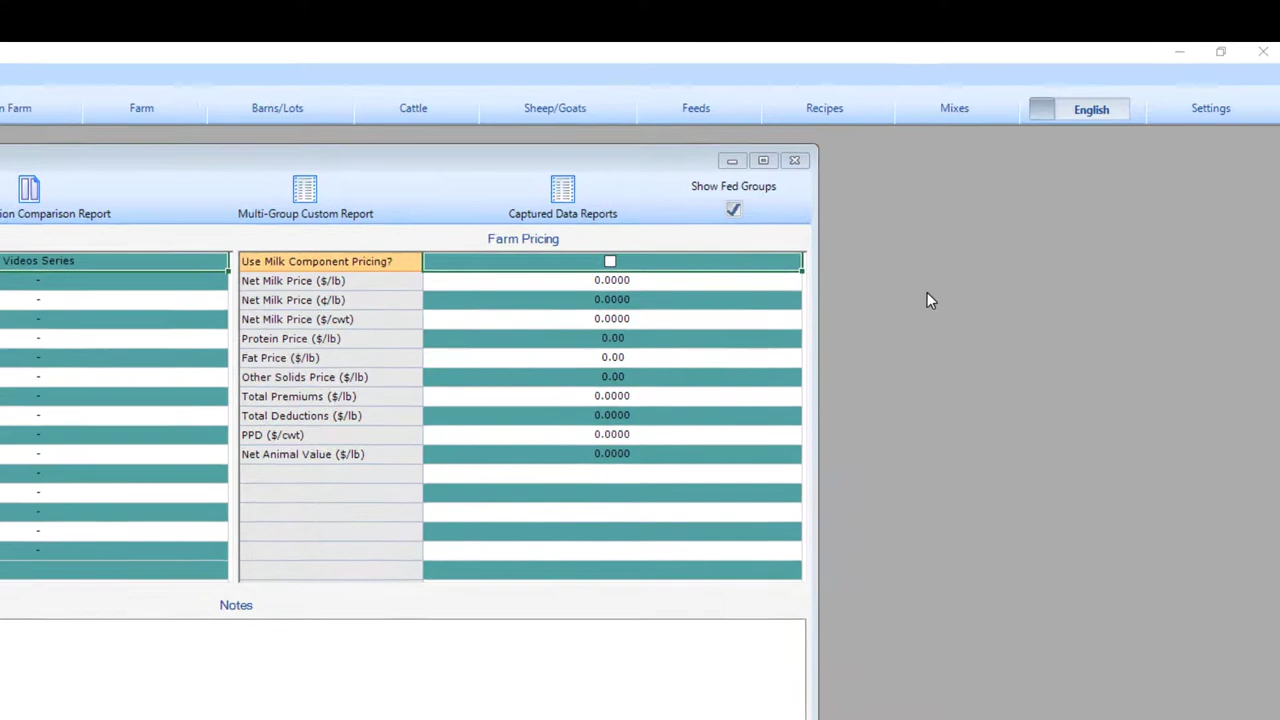 n Farm
Farm
Barns/Lots
Cattle
Sheep/Goats
Feeds
Recipes
Mixes
English
Settings
Show Fed Groups
ion Comparison Report
Multi-Group Custom Report
Captured Data Reports
Farm Pricing
Videos Series
Use Milk Component Pricing?
- Net Milk Price ($/lb) 0.0000
- Net Milk Price (¢/lb) 0.0000
- Net Milk Price ($/cwt) 0.0000
- Protein Price ($/lb) 0.00
- Fat Price ($/lb) 0.00
- Other Solids Price ($/lb) 0.00
- Total Premiums ($/lb) 0.0000
- Total Deductions ($/lb) 0.0000
- PPD ($/cwt) 0.0000
- Net Animal Value ($/lb) 0.0000
-
-
-
-
-
Notes